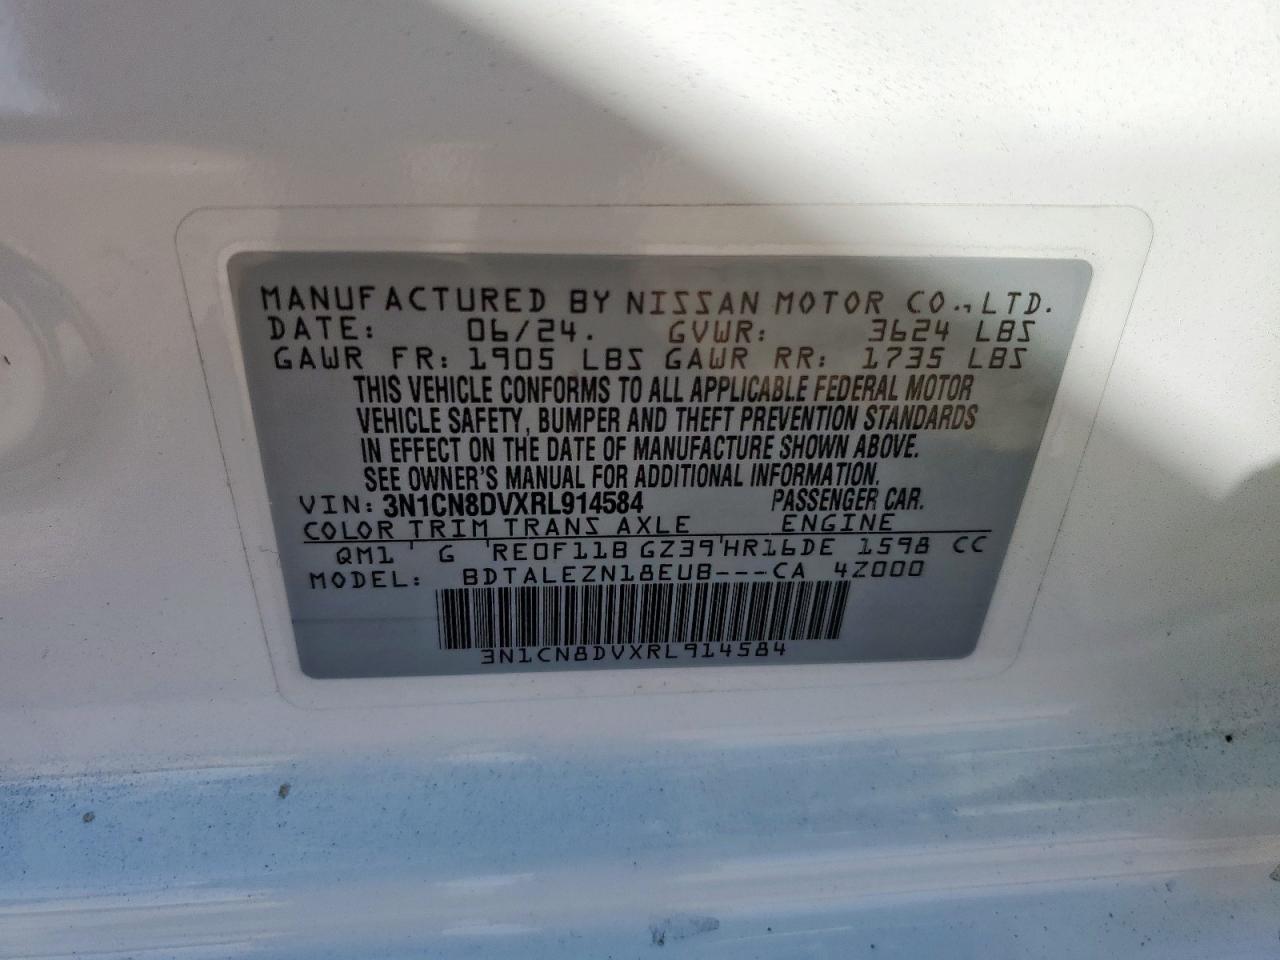 MANUFACTURED BY NISSAN MOTOR CO., LTD.
DATE: 06/24. GVWR: 3624 LBS
GAWR FR: 1905 LBS GAWR RR: 1735 LBS
THIS VEHICLE CONFORMS TO ALL APPLICABLE FEDERAL MOTOR
VEHICLE SAFETY, BUMPER AND THEFT PREVENTION STANDARDS
IN EFFECT ON THE DATE OF MANUFACTURE SHOWN ABOVE.
SEE OWNER'S MANUAL FOR ADDITIONAL INFORMATION.
VIN: 3N1CN8DVXRL914584 PASSENGER CAR.
COLOR TRIM TRANS AXLE ENGINE
QM1 G RE0F11B GZ39 HR16DE 1598 CC
MODEL: BDTALEZN18EUB---CA 4Z000
3N1CN8DVXRL914584